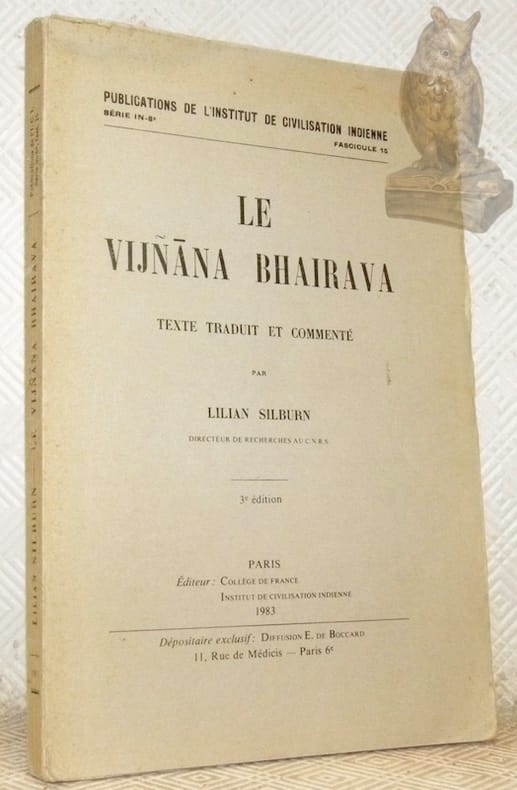 PUBLICATIONS DE L'INSTITUT DE CIVILISATION INDIENNE
SÉRIE IN-8°
FASCICULE 15
LE
VIJÑĀNA BHAIRAVA
TEXTE TRADUIT ET COMMENTÉ
PAR
LILIAN SILBURN
DIRECTEUR DE RECHERCHES AU C.N.R.S.
3e édition
PARIS
Éditeur : COLLÈGE DE FRANCE
INSTITUT DE CIVILISATION INDIENNE
1983
Dépositaire exclusif : DIFFUSION E. DE BOCCARD
11, Rue de Médicis — Paris 6e
LILIAN SILBURN — LE VIJÑĀNA BHAIRAVA